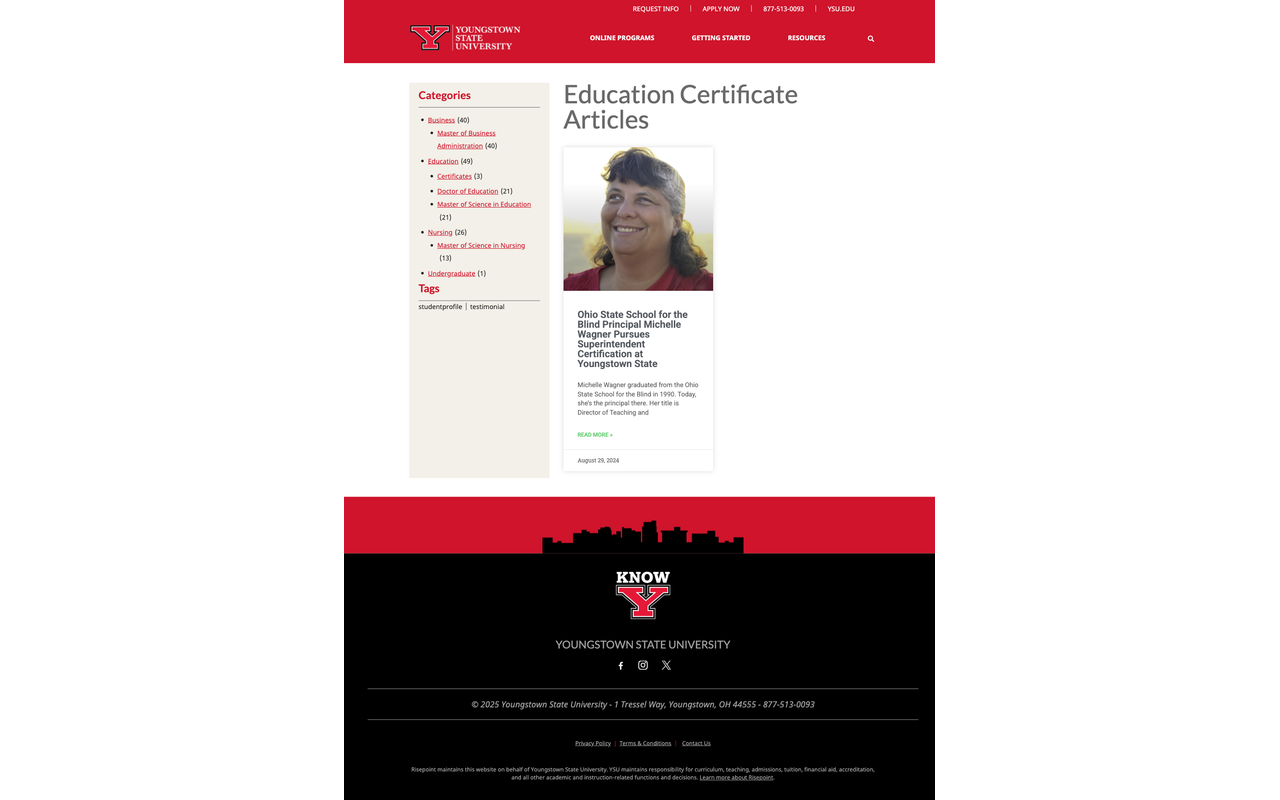 REQUEST INFO | APPLY NOW | 877-513-0093 | YSU.EDU
YOUNGSTOWN
STATE
UNIVERSITY
ONLINE PROGRAMS GETTING STARTED RESOURCES
Categories
• Business (40)
• Master of Business
Administration (40)
• Education (49)
• Certificates (3)
• Doctor of Education (21)
• Master of Science in Education
(21)
• Nursing (26)
• Master of Science in Nursing
(13)
• Undergraduate (1)
Tags
studentprofile | testimonial
Education Certificate
Articles
Ohio State School for the
Blind Principal Michelle
Wagner Pursues
Superintendent
Certification at
Youngstown State
Michelle Wagner graduated from the Ohio
State School for the Blind in 1990. Today,
she's the principal there. Her title is
Director of Teaching and
READ MORE »
August 29, 2024
KNOW
Y
YOUNGSTOWN STATE UNIVERSITY
© 2025 Youngstown State University - 1 Tressel Way, Youngstown, OH 44555 - 877-513-0093
Privacy Policy | Terms & Conditions | Contact Us
Risepoint maintains this website on behalf of Youngstown State University. YSU maintains responsibility for curriculum, teaching, admissions, tuition, financial aid, accreditation,
and all other academic and instruction-related functions and decisions. Learn more about Risepoint.